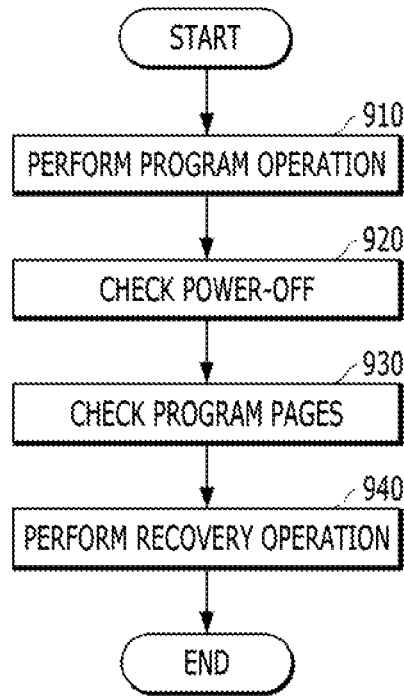 START
910
PERFORM PROGRAM OPERATION
920
CHECK POWER-OFF
930
CHECK PROGRAM PAGES
940
PERFORM RECOVERY OPERATION
END